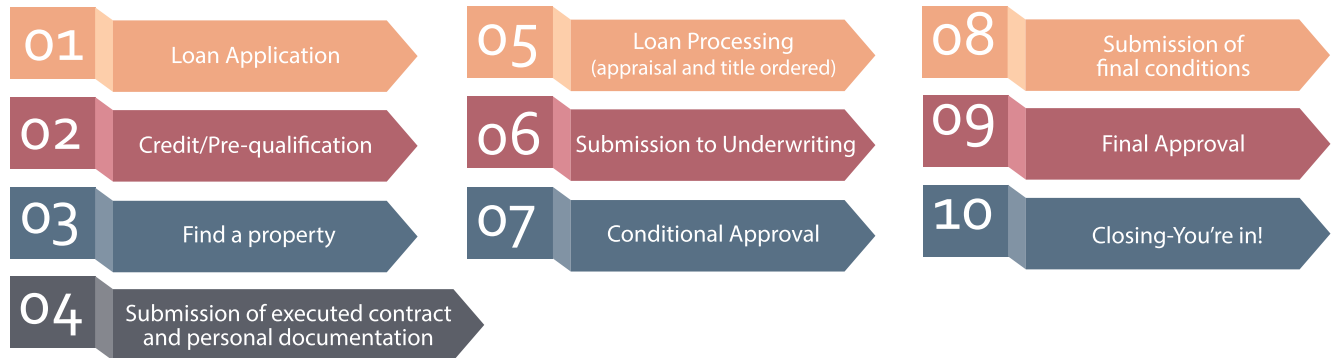 01
Loan Application
02
Credit/Pre-qualification
03
Find a property
04
Submission of executed contract
and personal documentation
05
Loan Processing
(appraisal and title ordered)
06
Submission to Underwriting
07
Conditional Approval
08
Submission of
final conditions
09
Final Approval
10
Closing-You’re in!